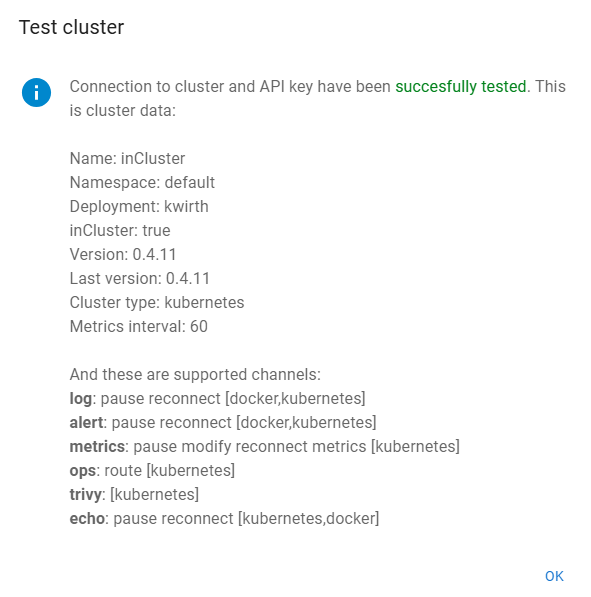 Test cluster
Connection to cluster and API key have been succesfully tested. This
is cluster data:
Name: inCluster
Namespace: default
Deployment: kwirth
inCluster: true
Version: 0.4.11
Last version: 0.4.11
Cluster type: kubernetes
Metrics interval: 60
And these are supported channels:
log: pause reconnect [docker,kubernetes]
alert: pause reconnect [docker,kubernetes]
metrics: pause modify reconnect metrics [kubernetes]
ops: route [kubernetes]
trivy: [kubernetes]
echo: pause reconnect [kubernetes,docker]
OK